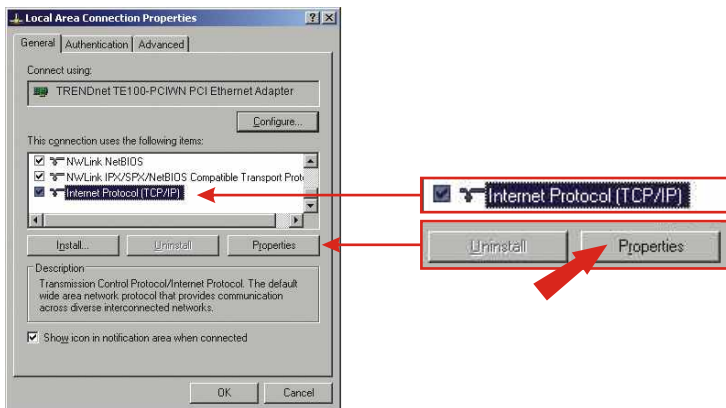 Local Area Connection Properties
General Authentication Advanced
Connect using:
TRENDnet TE100-PCIWN PCI Ethernet Adapter
Configure...
This connection uses the following items:
NWLink NetBIOS
NWLink IPX/SPX/NetBIOS Compatible Transport Proto
Internet Protocol (TCP/IP)
Install... Uninstall Properties
Description
Transmission Control Protocol/Internet Protocol. The default
wide area network protocol that provides communication
across diverse interconnected networks.
Show icon in notification area when connected
OK Cancel
Internet Protocol (TCP/IP)
Uninstall Properties